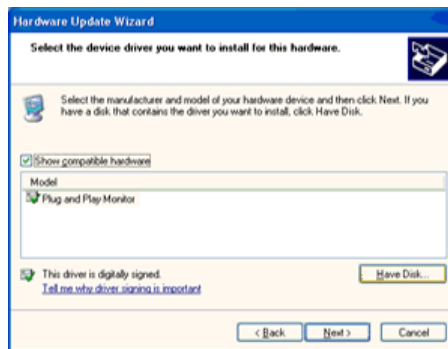 Hardware Update Wizard
Select the device driver you want to install for this hardware.
Select the manufacturer and model of your hardware device and then click Next. If you
have a disk that contains the driver you want to install, click Have Disk.
Show compatible hardware
Model
Plug and Play Monitor
This driver is digitally signed.
Have Disk...
Tell me why driver signing is important
< Back
Next >
Cancel